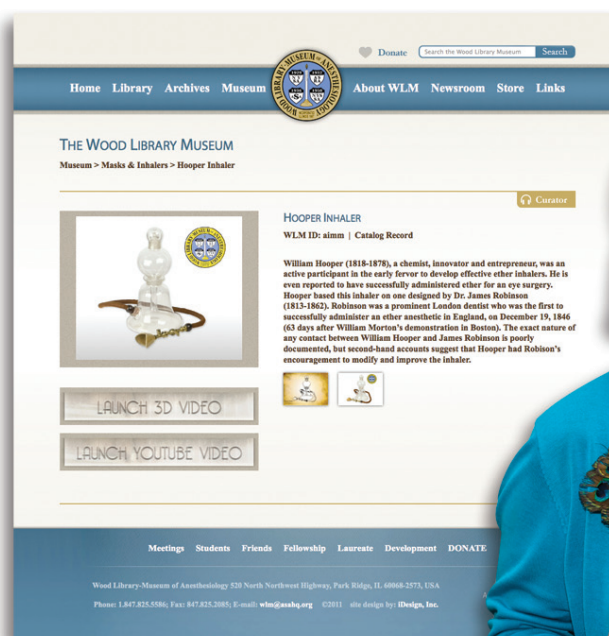 Donate
Search the Wood Library Museum
Search
Home Library Archives Museum
WOOD LIBRARY MUSEUM OF ANESTHESIOLOGY
About WLM Newsroom Store Links
THE WOOD LIBRARY MUSEUM
Museum > Masks & Inhalers > Hooper Inhaler
Curator
HOOPER INHALER
WLM ID: aimm | Catalog Record
William Hooper (1818-1878), a chemist, innovator and entrepreneur, was an
active participant in the early fervor to develop effective ether inhalers. He is
even reported to have successfully administered ether for an eye surgery.
Hooper based this inhaler on one designed by Dr. James Robinson
(1813-1862). Robinson was a prominent London dentist who was the first to
successfully administer an ether anesthetic in England, on December 19, 1846
(63 days after William Morton's demonstration in Boston). The exact nature of
any contact between William Hooper and James Robinson is poorly
documented, but second-hand accounts suggest that Hooper had Robison's
encouragement to modify and improve the inhaler.
LAUNCH 3D VIDEO
LAUNCH YOUTUBE VIDEO
Meetings Students Friends Fellowship Laureate Development DONATE
Wood Library-Museum of Anesthesiology 520 North Northwest Highway, Park Ridge, IL 60068-2573, USA
Phone: 1.847.825.5586; Fax: 847.825.2085; E-mail: wlm@asahq.org ©2011 site design by: iDesign, Inc.